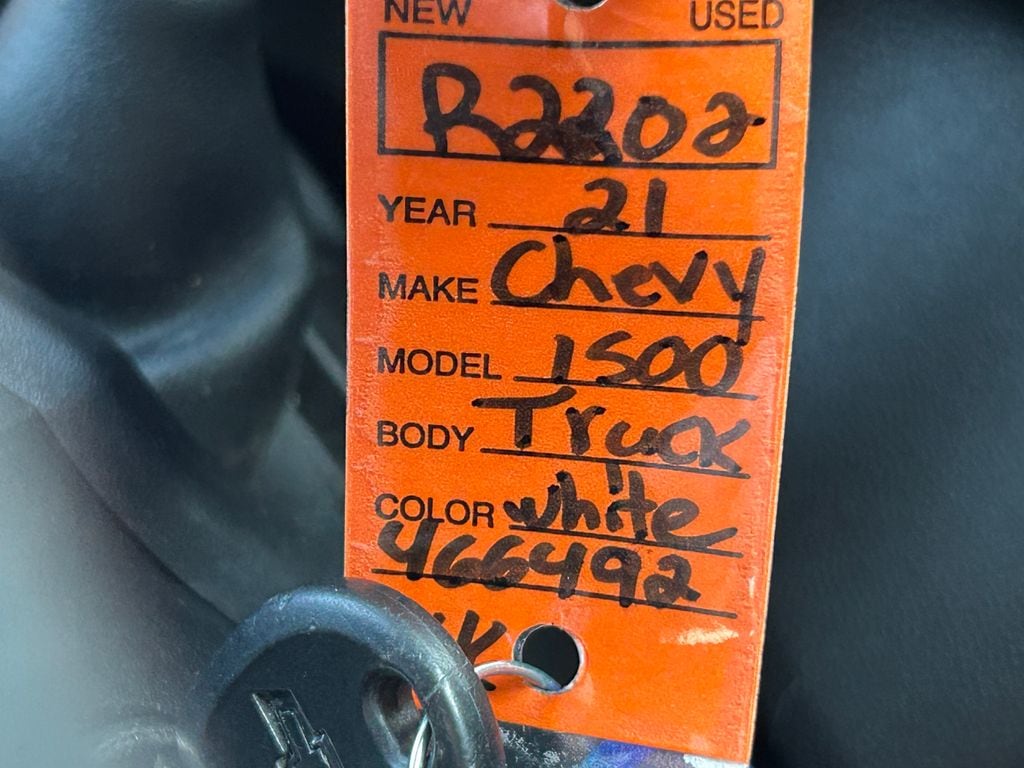 NEW USED
R2202
YEAR 21
MAKE Chevy
MODEL 1500
BODY Truck
COLOR white
466492